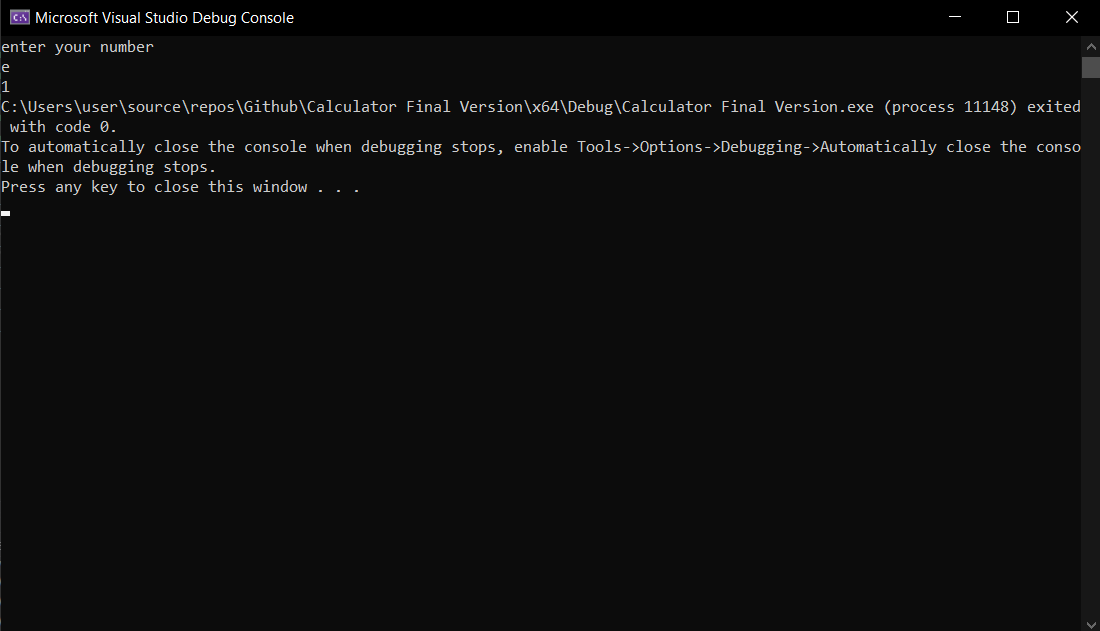 Microsoft Visual Studio Debug Console
enter your number
e
1
C:\Users\user\source\repos\Github\Calculator Final Version\x64\Debug\Calculator Final Version.exe (process 11148) exited
 with code 0.
To automatically close the console when debugging stops, enable Tools->Options->Debugging->Automatically close the conso
le when debugging stops.
Press any key to close this window . . .